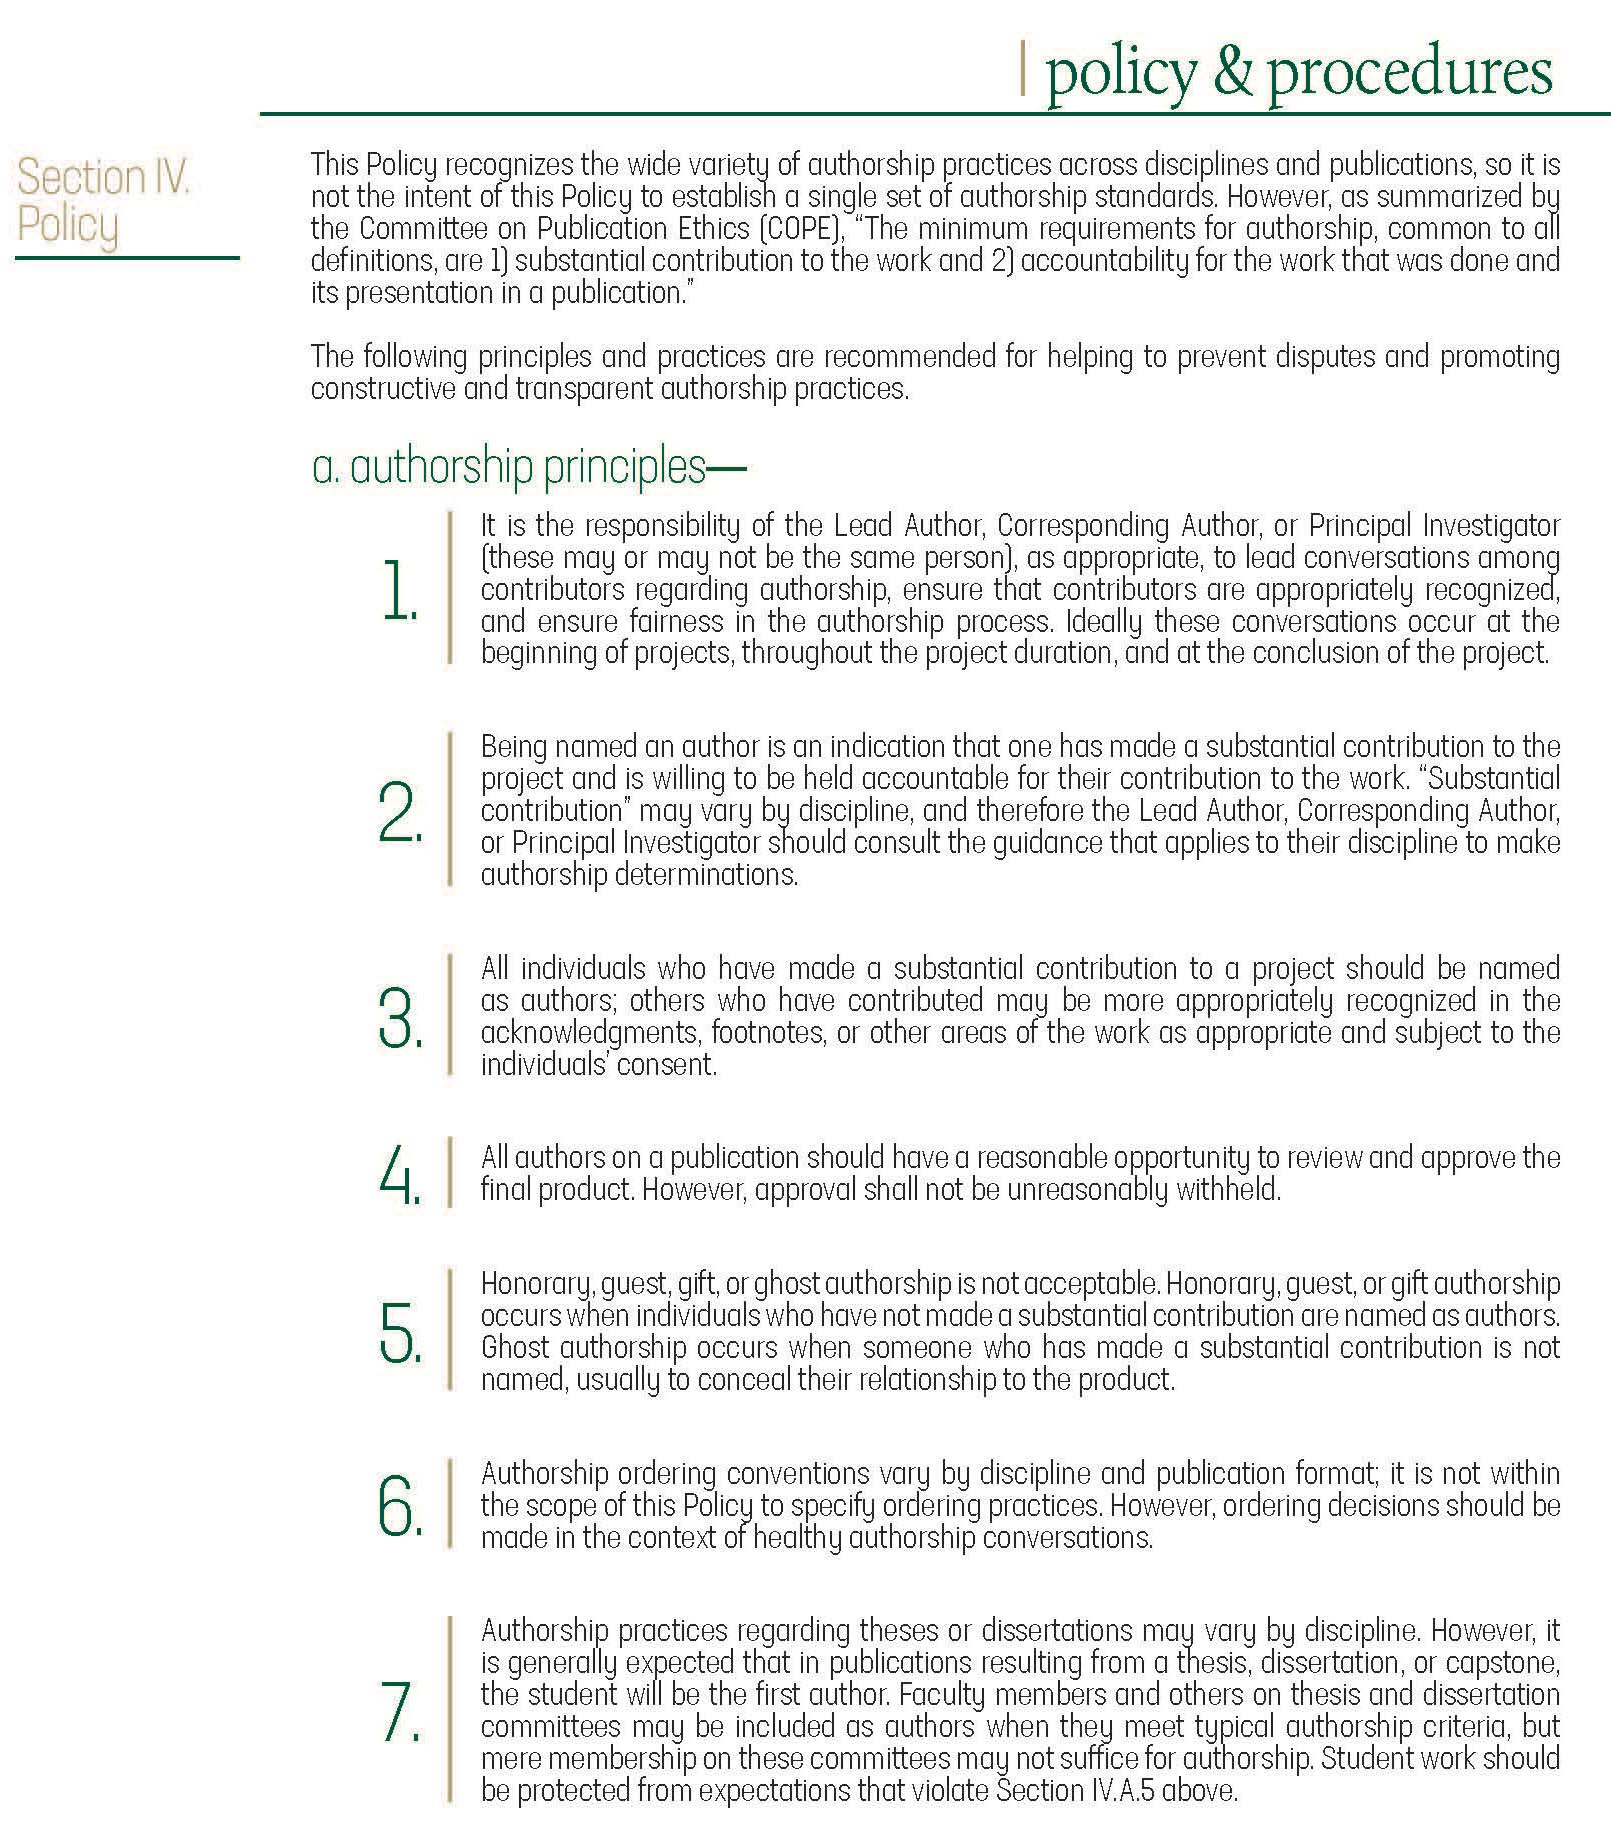 policy & procedures
Section IV.
Policy
This Policy recognizes the wide variety of authorship practices across disciplines and publications, so it is
not the intent of this Policy to establish a single set of authorship standards. However, as summarized by
the Committee on Publication Ethics (COPE), “The minimum requirements for authorship, common to all
definitions, are 1) substantial contribution to the work and 2) accountability for the work that was done and
its presentation in a publication.”
The following principles and practices are recommended for helping to prevent disputes and promoting
constructive and transparent authorship practices.
a. authorship principles—
1.
It is the responsibility of the Lead Author, Corresponding Author, or Principal Investigator
(these may or may not be the same person), as appropriate, to lead conversations among
contributors regarding authorship, ensure that contributors are appropriately recognized,
and ensure fairness in the authorship process. Ideally these conversations occur at the
beginning of projects, throughout the project duration, and at the conclusion of the project.
2.
Being named an author is an indication that one has made a substantial contribution to the
project and is willing to be held accountable for their contribution to the work. “Substantial
contribution” may vary by discipline, and therefore the Lead Author, Corresponding Author,
or Principal Investigator should consult the guidance that applies to their discipline to make
authorship determinations.
3.
All individuals who have made a substantial contribution to a project should be named
as authors; others who have contributed may be more appropriately recognized in the
acknowledgments, footnotes, or other areas of the work as appropriate and subject to the
individuals’ consent.
4.
All authors on a publication should have a reasonable opportunity to review and approve the
final product. However, approval shall not be unreasonably withheld.
5.
Honorary, guest, gift, or ghost authorship is not acceptable. Honorary, guest, or gift authorship
occurs when individuals who have not made a substantial contribution are named as authors.
Ghost authorship occurs when someone who has made a substantial contribution is not
named, usually to conceal their relationship to the product.
6.
Authorship ordering conventions vary by discipline and publication format; it is not within
the scope of this Policy to specify ordering practices. However, ordering decisions should be
made in the context of healthy authorship conversations.
7.
Authorship practices regarding theses or dissertations may vary by discipline. However, it
is generally expected that in publications resulting from a thesis, dissertation, or capstone,
the student will be the first author. Faculty members and others on thesis and dissertation
committees may be included as authors when they meet typical authorship criteria, but
mere membership on these committees may not suffice for authorship. Student work should
be protected from expectations that violate Section IV.A.5 above.